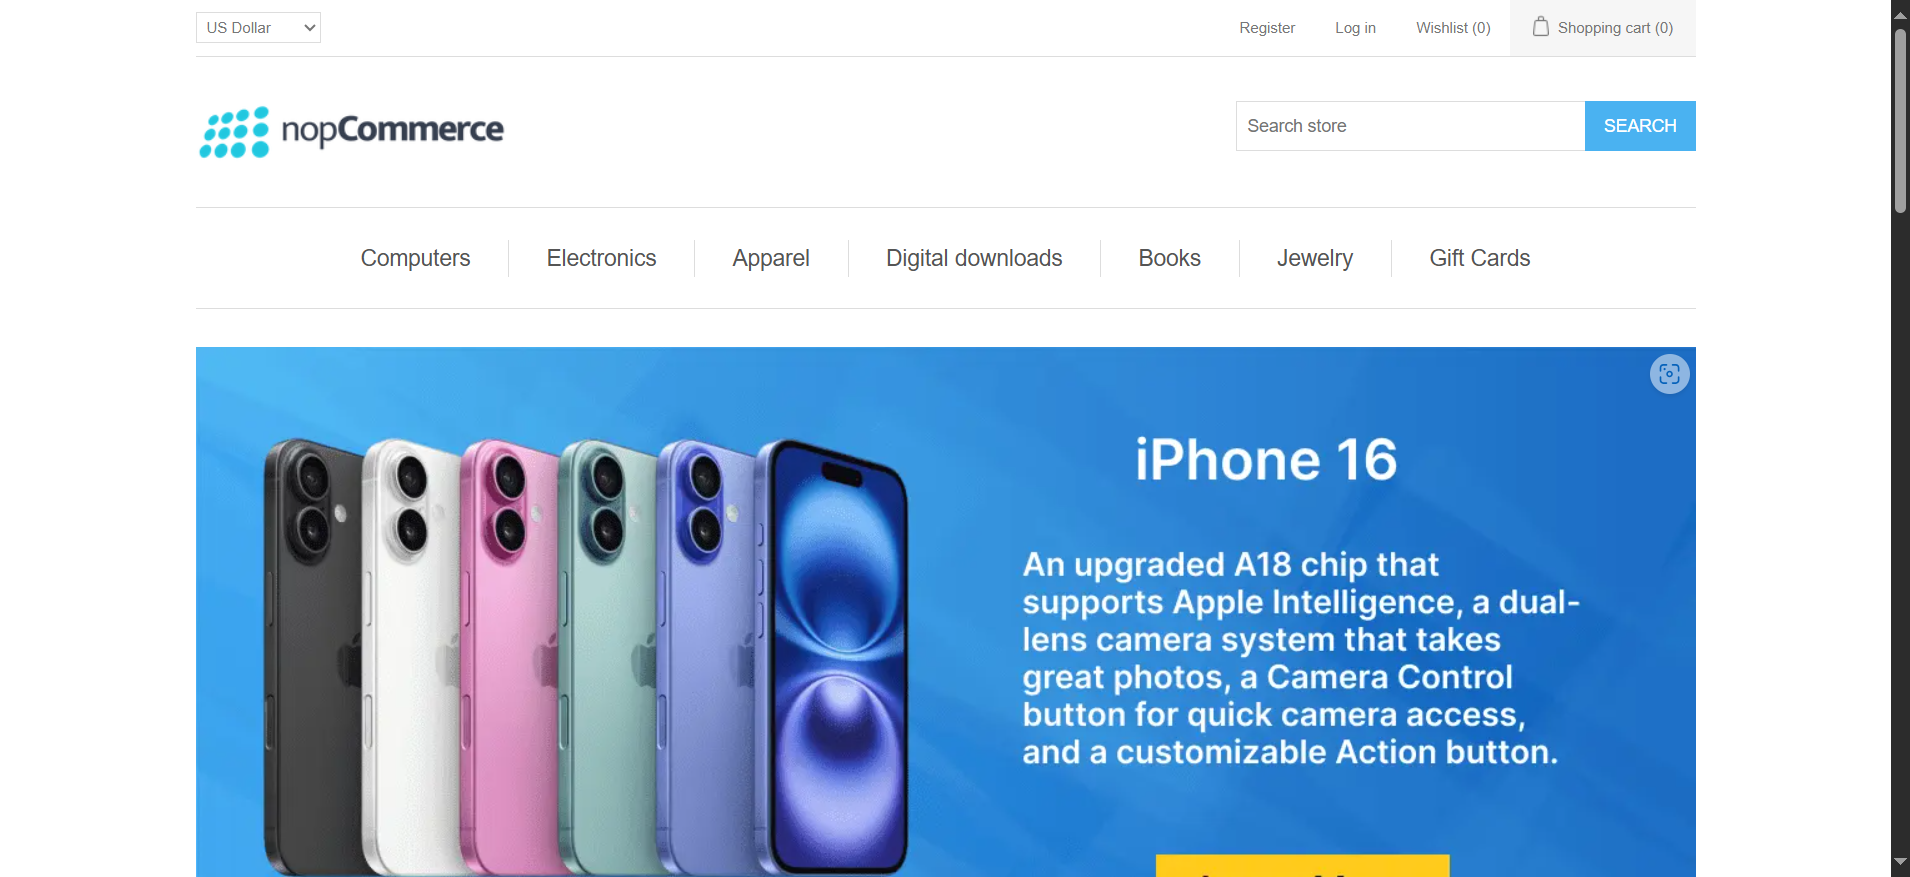 US Dollar
Register
Log in
Wishlist (0)
Shopping cart (0)
nopCommerce
Search store
SEARCH
Computers
Electronics
Apparel
Digital downloads
Books
Jewelry
Gift Cards
iPhone 16
An upgraded A18 chip that
supports Apple Intelligence, a dual-
lens camera system that takes
great photos, a Camera Control
button for quick camera access,
and a customizable Action button.